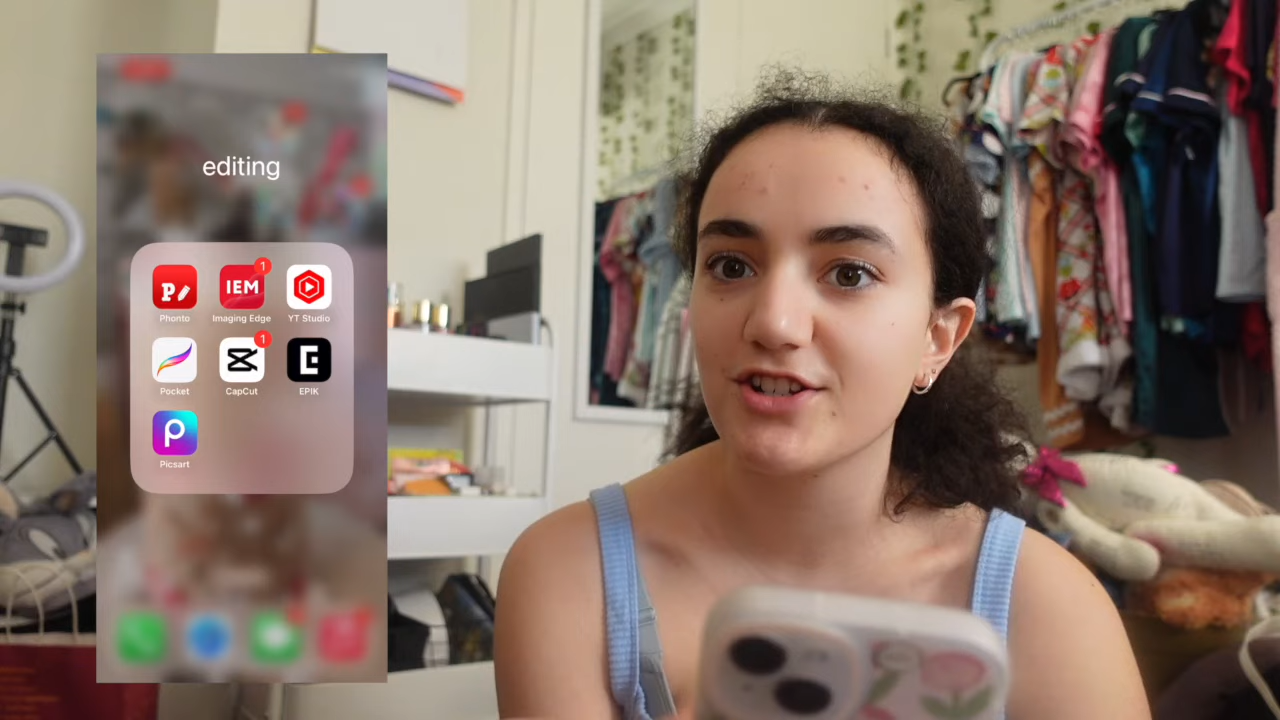 editing
P/
IEM
1
Phonto
Imaging Edge
YT Studio
1
Pocket
CapCut
EPIK
P
Picsart